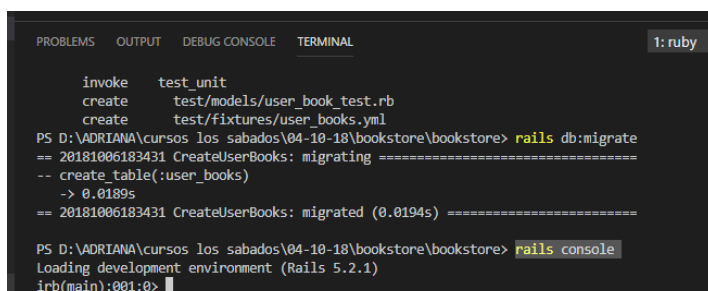 PROBLEMS OUTPUT DEBUG CONSOLE TERMINAL 1: ruby
invoke test_unit
create test/models/user_book_test.rb
create test/fixtures/user_books.yml
PS D:\ADRIANA\cursos los sabados\04-10-18\bookstore\bookstore> rails db:migrate
== 20181006183431 CreateUserBooks: migrating ==================================
-- create_table(:user_books)
-> 0.0189s
== 20181006183431 CreateUserBooks: migrated (0.0194s) =========================
PS D:\ADRIANA\cursos los sabados\04-10-18\bookstore\bookstore> rails console
Loading development environment (Rails 5.2.1)
irb(main):001:0>